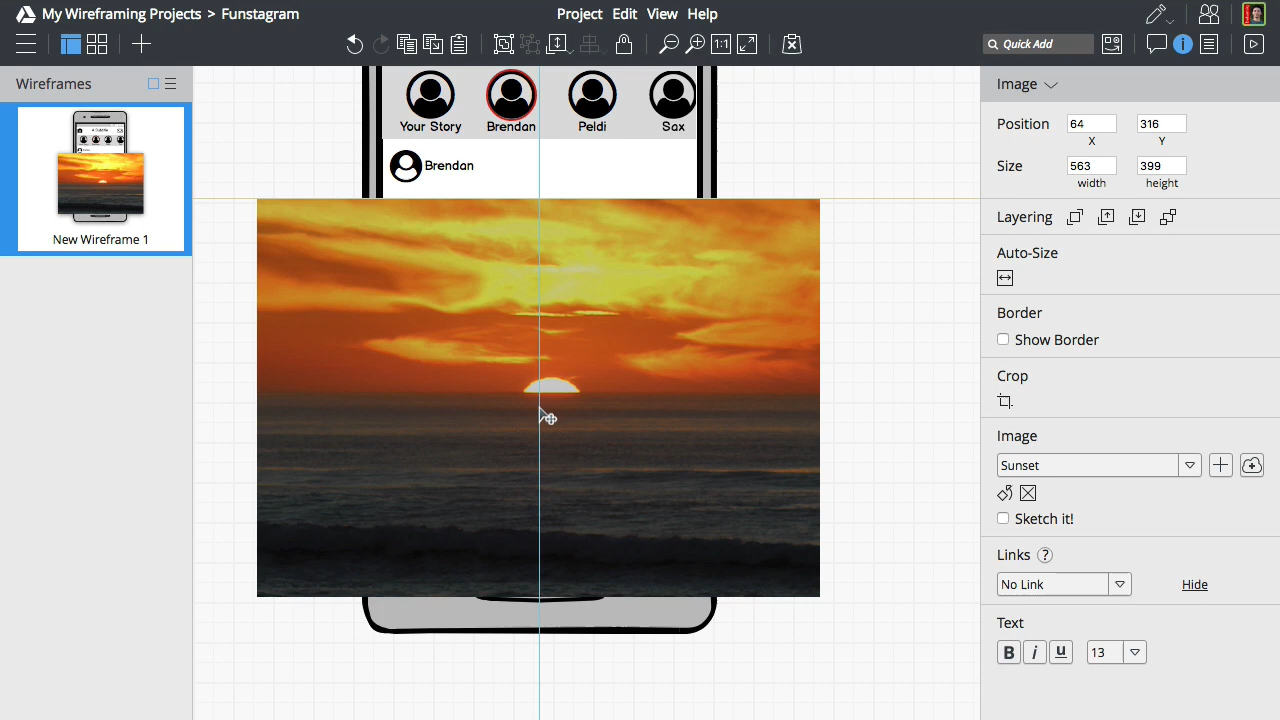 My Wireframing Projects > Funstagram
Project Edit View Help
1:1
Quick Add
Wireframes
New Wireframe 1
Your Story Brendan Peldi Sax
Brendan
Image
Position 64 316
X Y
Size 563 399
width height
Layering
Auto-Size
Border
Show Border
Crop
Image
Sunset
Sketch it!
Links ?
No Link Hide
Text
B i U 13